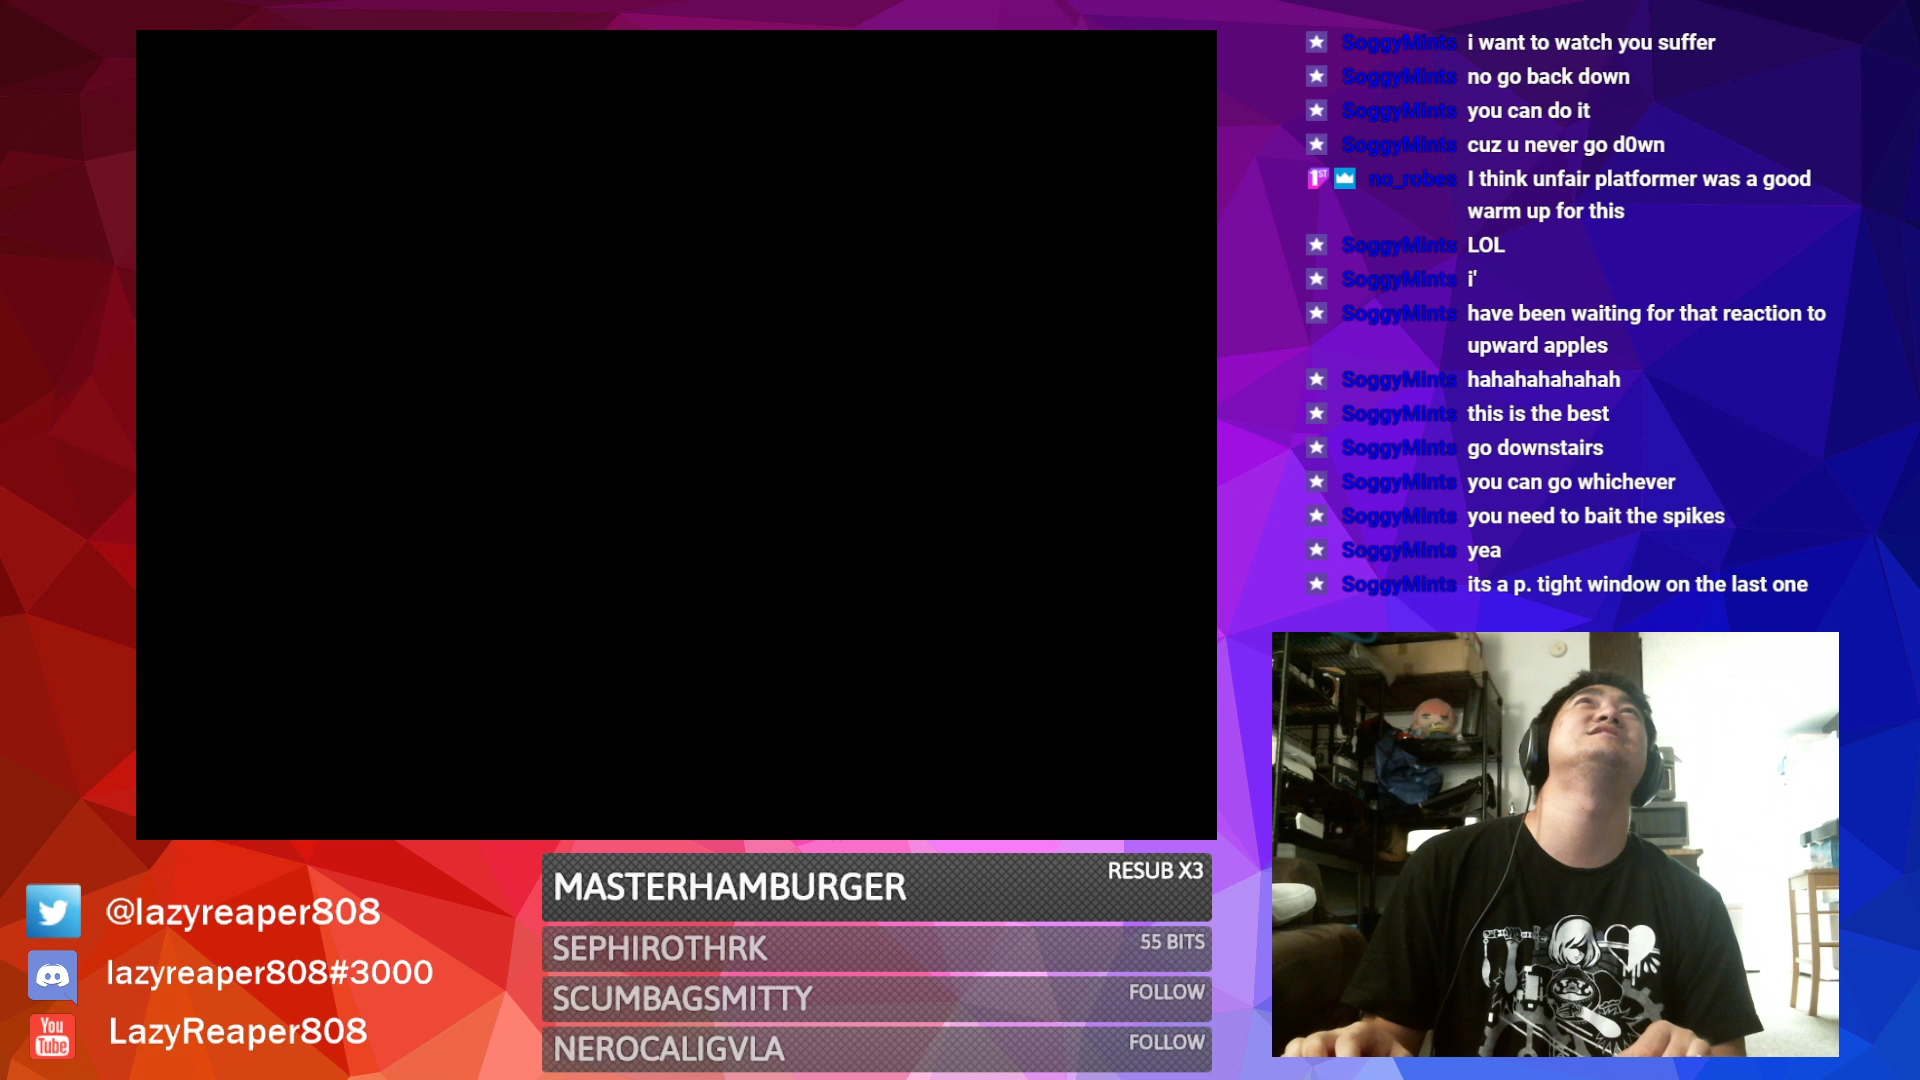 SoggyMints i want to watch you suffer
SoggyMints no go back down
SoggyMints you can do it
SoggyMints cuz u never go d0wn
1ST no_robes I think unfair platformer was a good
warm up for this
SoggyMints LOL
SoggyMints i'
SoggyMints have been waiting for that reaction to
upward apples
SoggyMints hahahahahahah
SoggyMints this is the best
SoggyMints go downstairs
SoggyMints you can go whichever
SoggyMints you need to bait the spikes
SoggyMints yea
SoggyMints its a p. tight window on the last one
MASTERHAMBURGER RESUB X3
SEPHIROTHRK 55 BITS
SCUMBAGSMITTY FOLLOW
NEROCALIGVLA FOLLOW
@lazyreaper808
lazyreaper808#3000
You
Tube
LazyReaper808